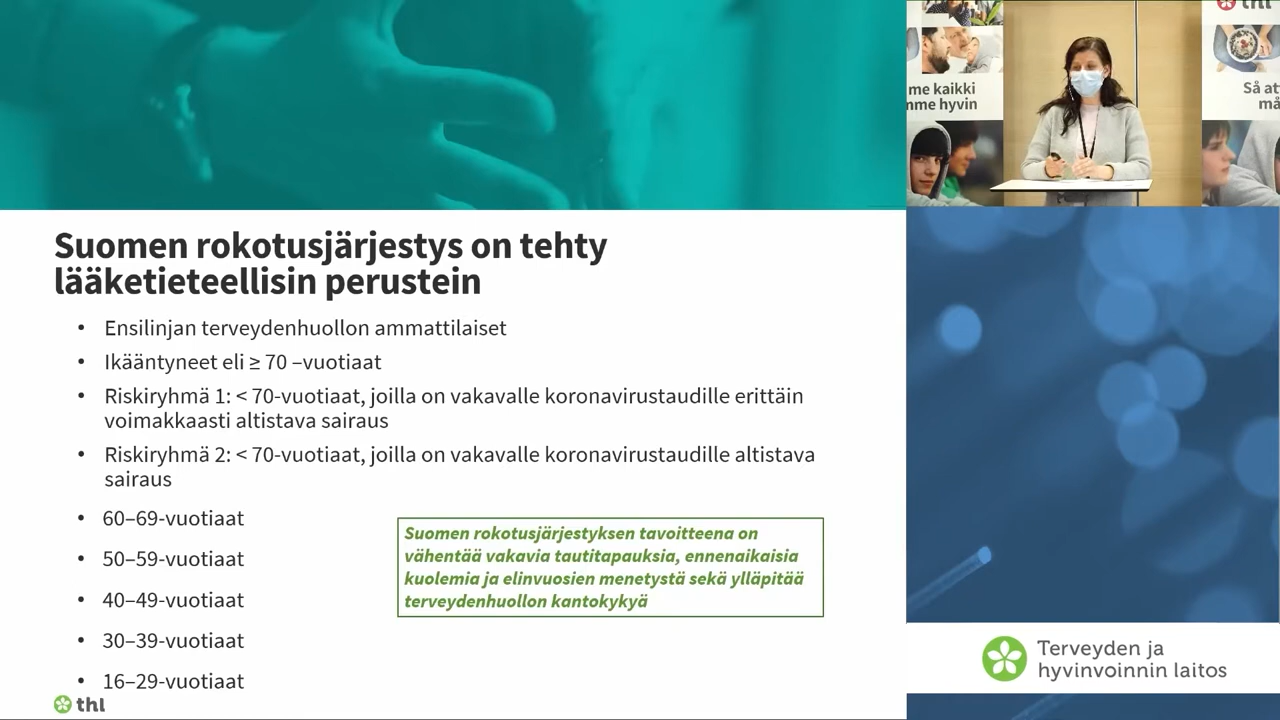 Suomen rokotusjärjestys on tehty
lääketieteellisin perustein
• Ensilinjan terveydenhuollon ammattilaiset
• Ikääntyneet eli ≥ 70 –vuotiaat
• Riskiryhmä 1: < 70-vuotiaat, joilla on vakavalle koronavirustaudille erittäin
voimakkaasti altistava sairaus
• Riskiryhmä 2: < 70-vuotiaat, joilla on vakavalle koronavirustaudille altistava
sairaus
• 60–69-vuotiaat
• 50–59-vuotiaat
• 40–49-vuotiaat
• 30–39-vuotiaat
• 16–29-vuotiaat
Suomen rokotusjärjestyksen tavoitteena on
vähentää vakavia tautitapauksia, ennenaikaisia
kuolemia ja elinvuosien menetystä sekä ylläpitää
terveydenhuollon kantokykyä
thl
thl
me kaikki
mme hyvin
Så at
må
Terveyden ja
hyvinvoinnin laitos